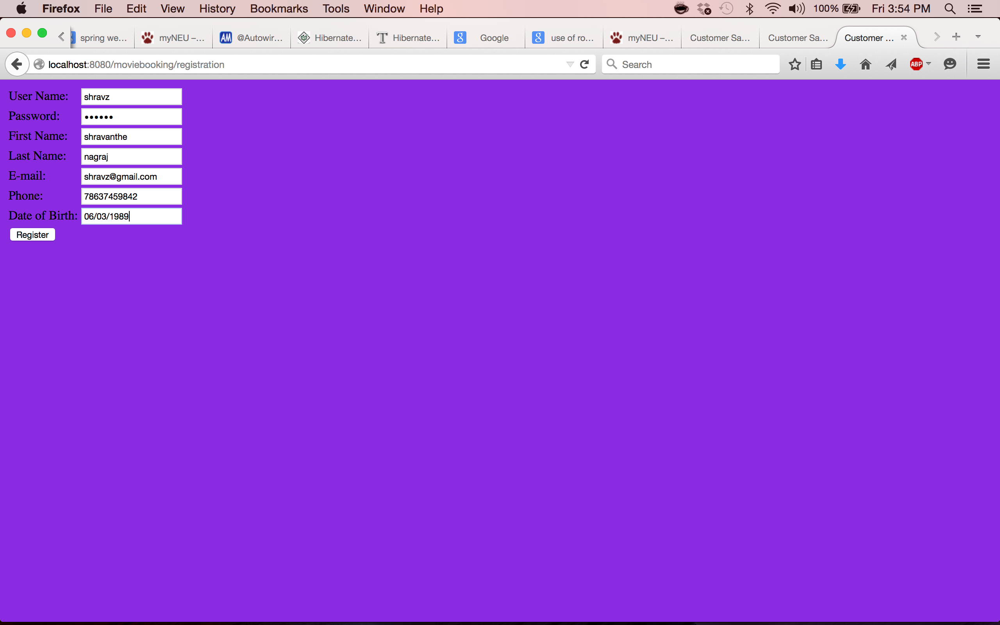 Firefox File Edit View History Bookmarks Tools Window Help 100% Fri 3:54 PM
spring we... myNEU –... AM @Autowir... Hibernate... T Hibernate... g Google g use of ro... myNEU –... Customer Sa... Customer Sa... Customer ...
localhost:8080/moviebooking/registration Search ABP
User Name: shravz
Password: ••••••
First Name: shravanthe
Last Name: nagraj
E-mail: shravz@gmail.com
Phone: 78637459842
Date of Birth: 06/03/1989
Register